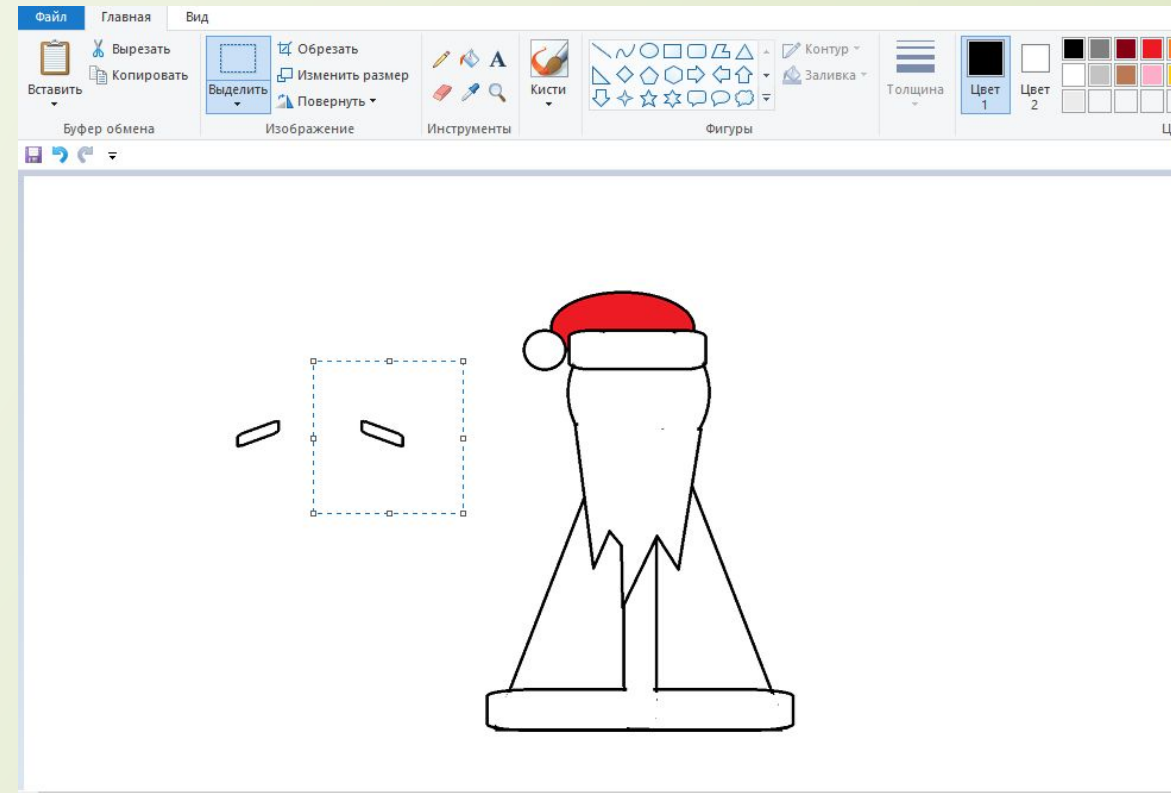 Файл Главная Вид
Вставить
Вырезать
Копировать
Буфер обмена
Выделить
Обрезать
Изменить размер
Повернуть
Изображение
A
Инструменты
Кисти
Контур
Заливка
Фигуры
Толщина
Цвет
1
Цвет
2